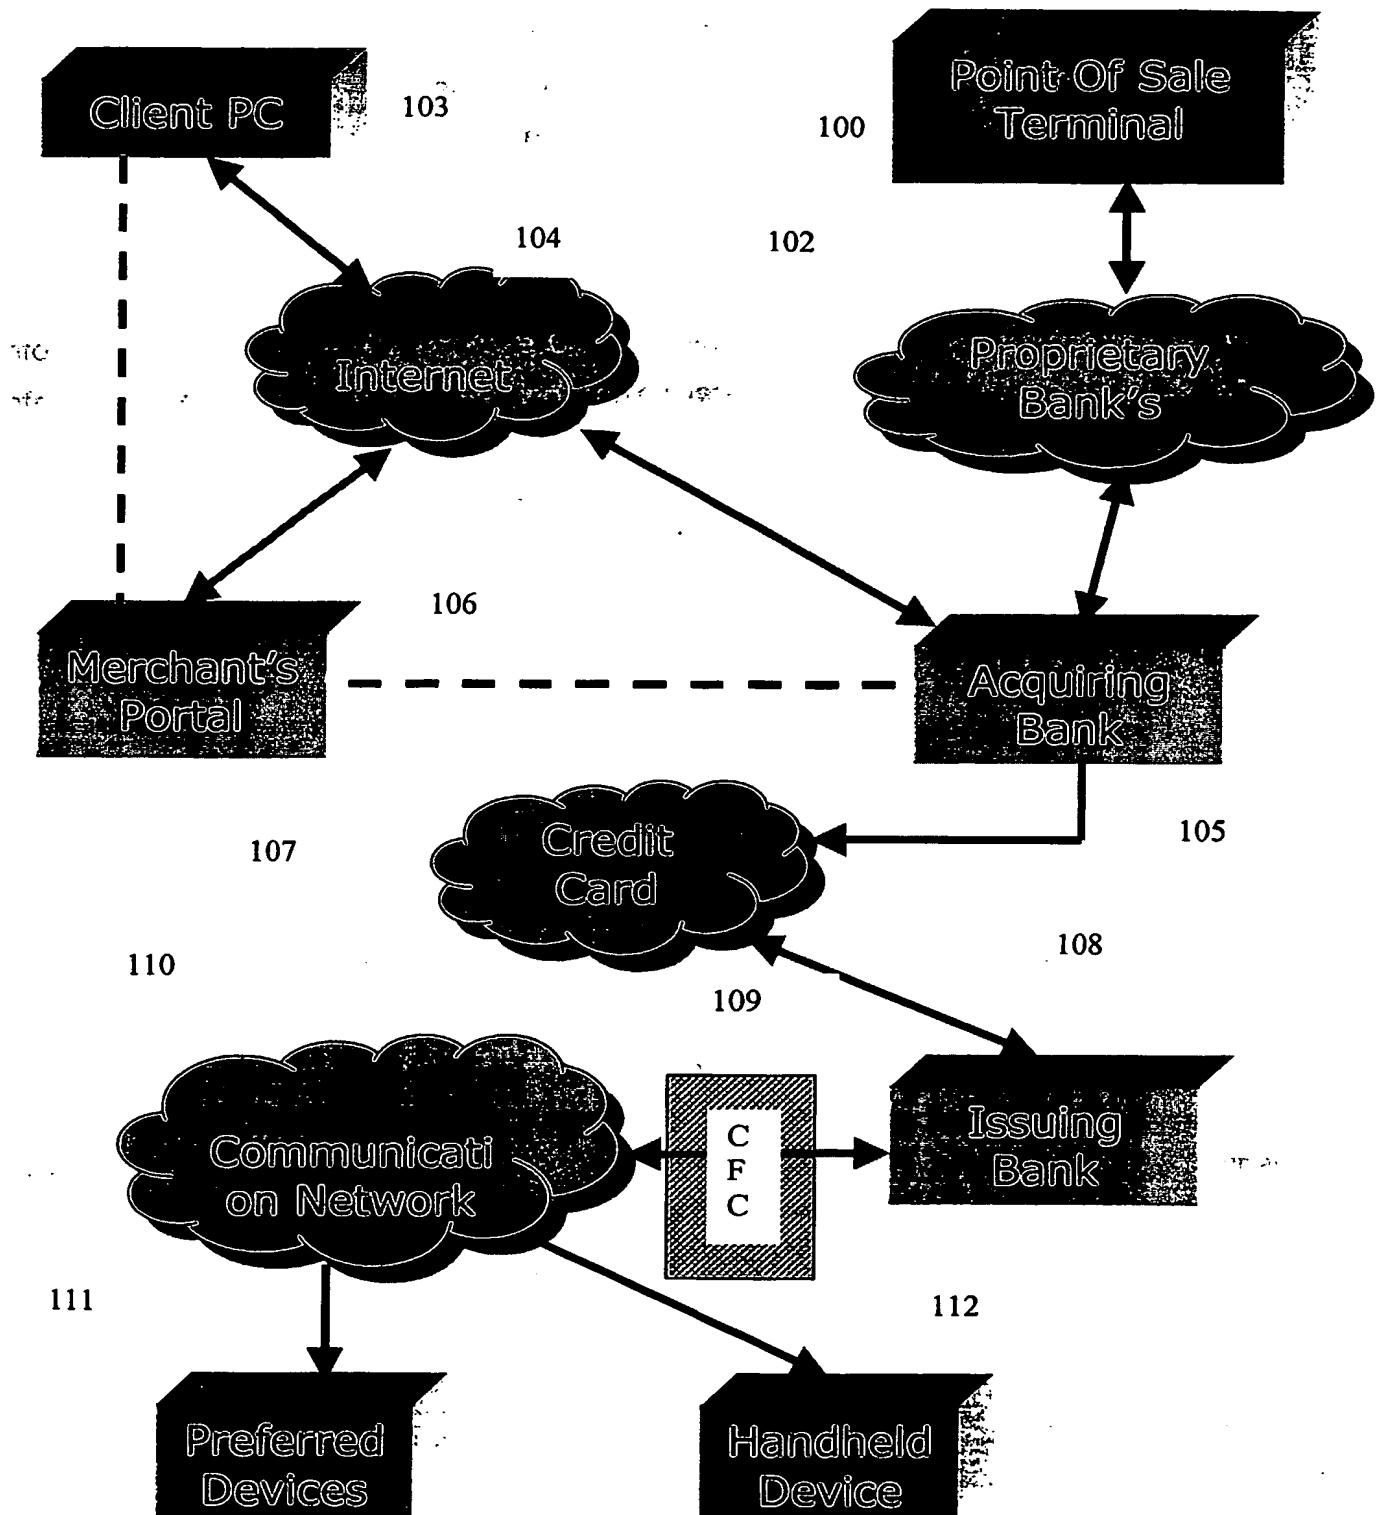 Client PC
103
Point Of Sale
Terminal
100
104
102
Internet
Proprietary
Bank's
106
Merchant's
Portal
Acquiring
Bank
105
107
Credit
Card
108
110
109
Communicati
on Network
C
F
C
Issuing
Bank
111
112
Preferred
Devices
Handheld
Device